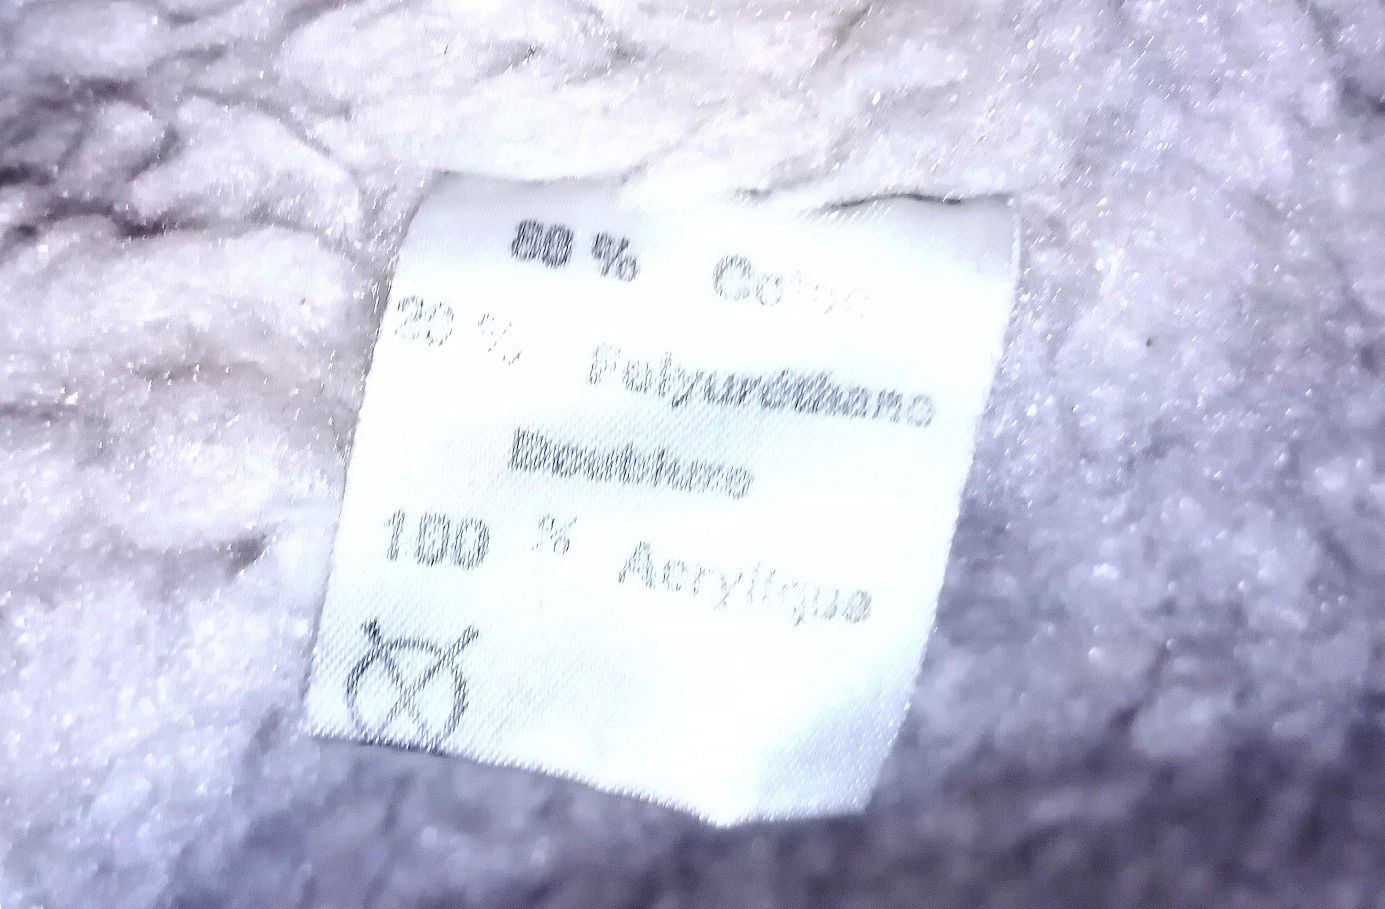 80 % Coton
20 % Polyuréthane
Doublure
100 % Acrylique